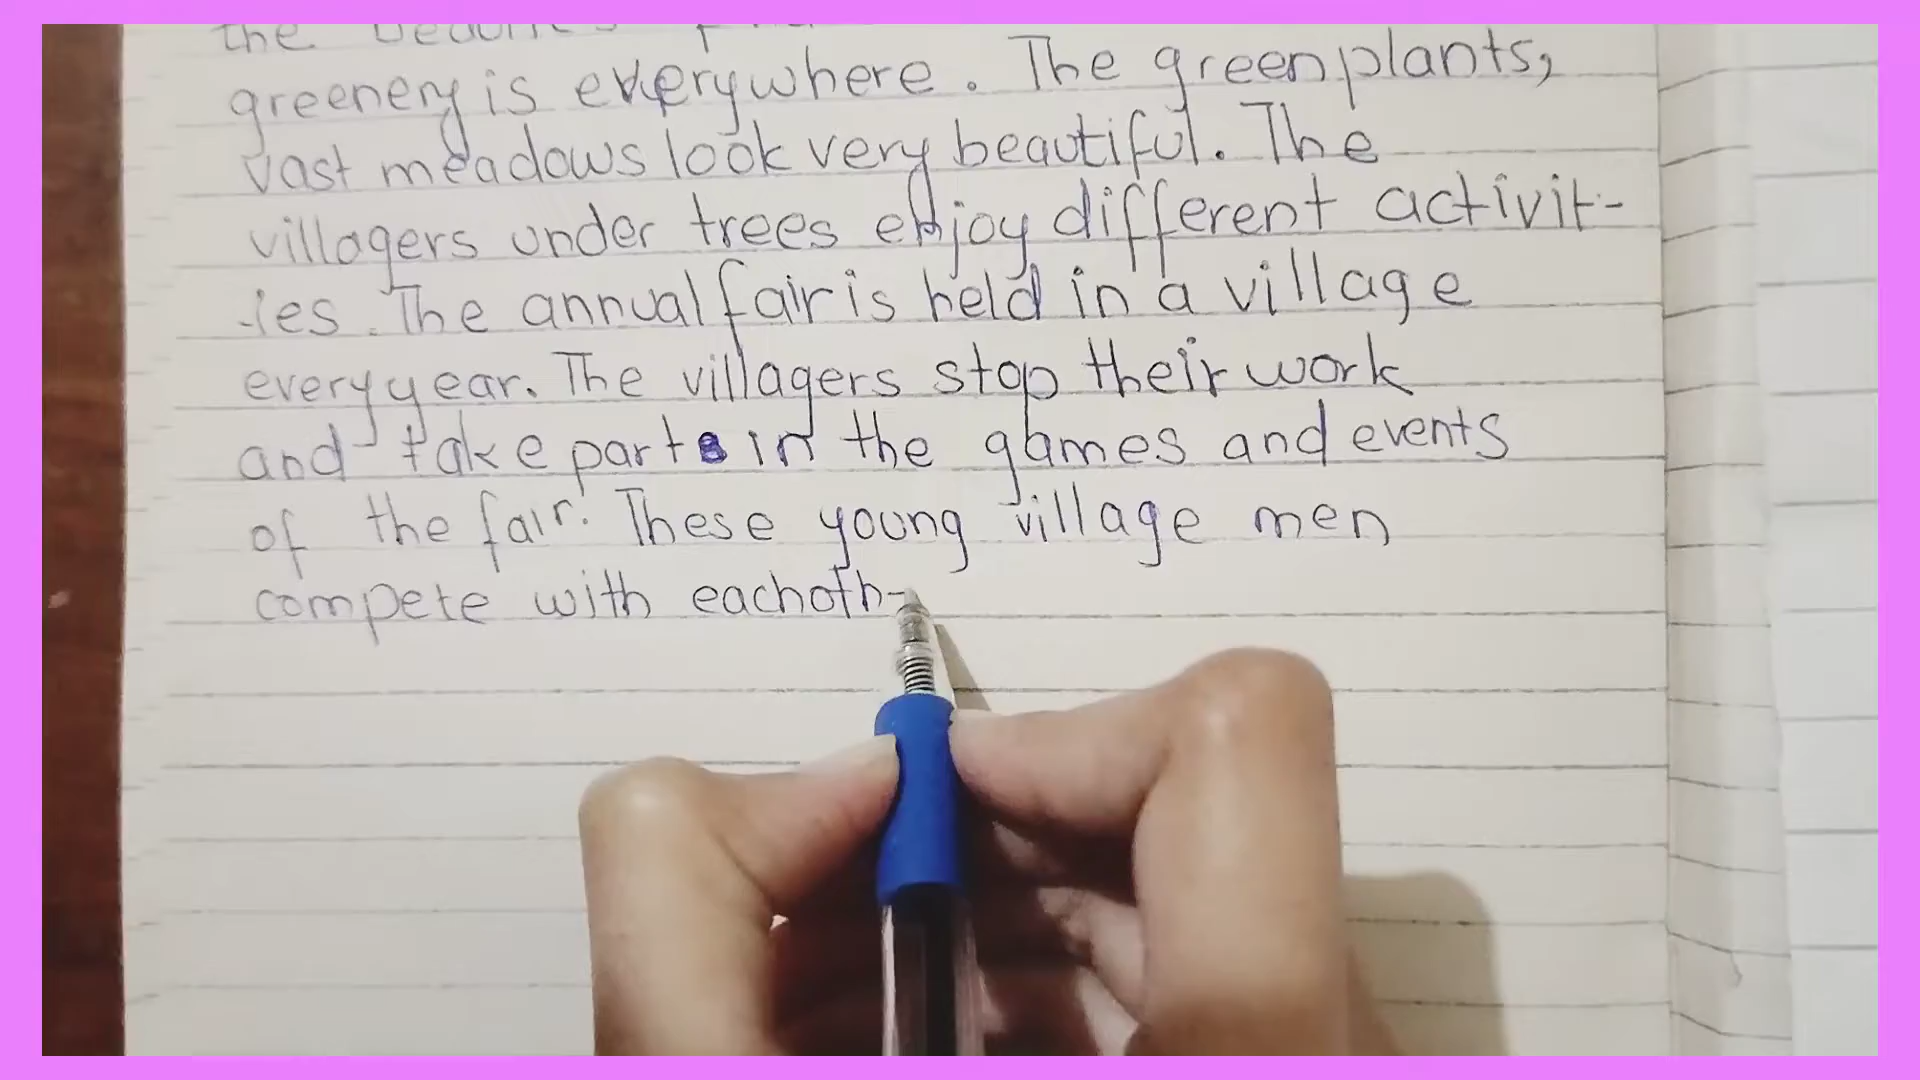 the
greenery is everywhere. The green plants,
vast meadows look very beautiful. The
villagers under trees enjoy different activit-
-ies. The annual fair is held in a village
every year. The villagers stop their work
and take part in the games and events
of the fair. These young village men
compete with eachoth-